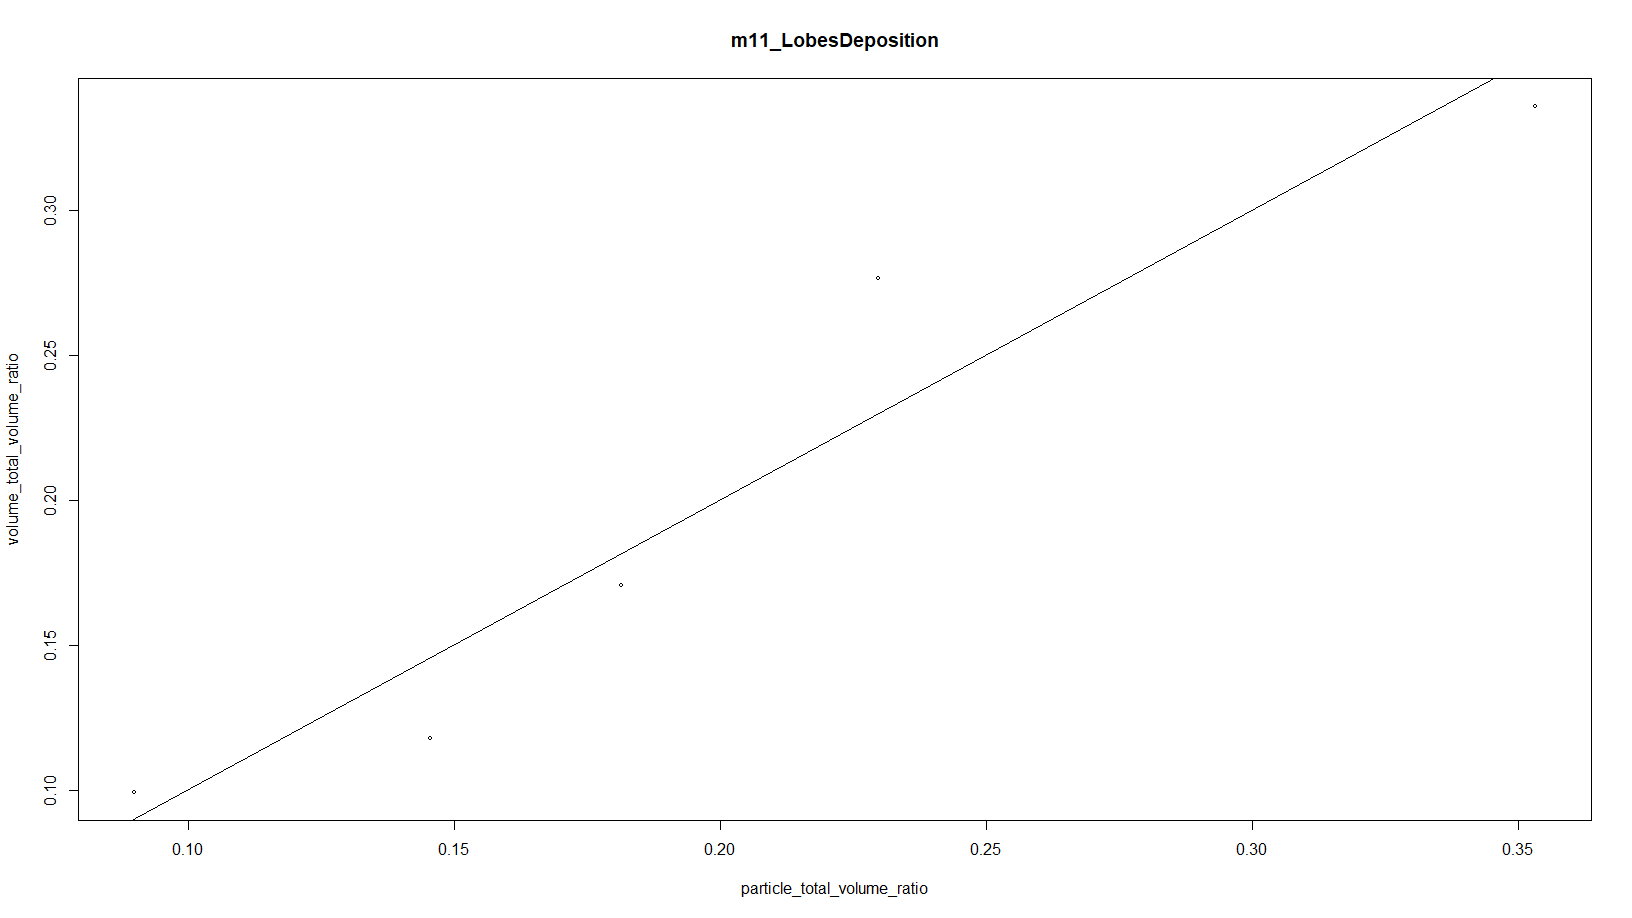 m11_LobesDeposition
volume_total_volume_ratio
0.30
0.25
0.20
0.15
0.10
0.10 0.15 0.20 0.25 0.30 0.35
particle_total_volume_ratio